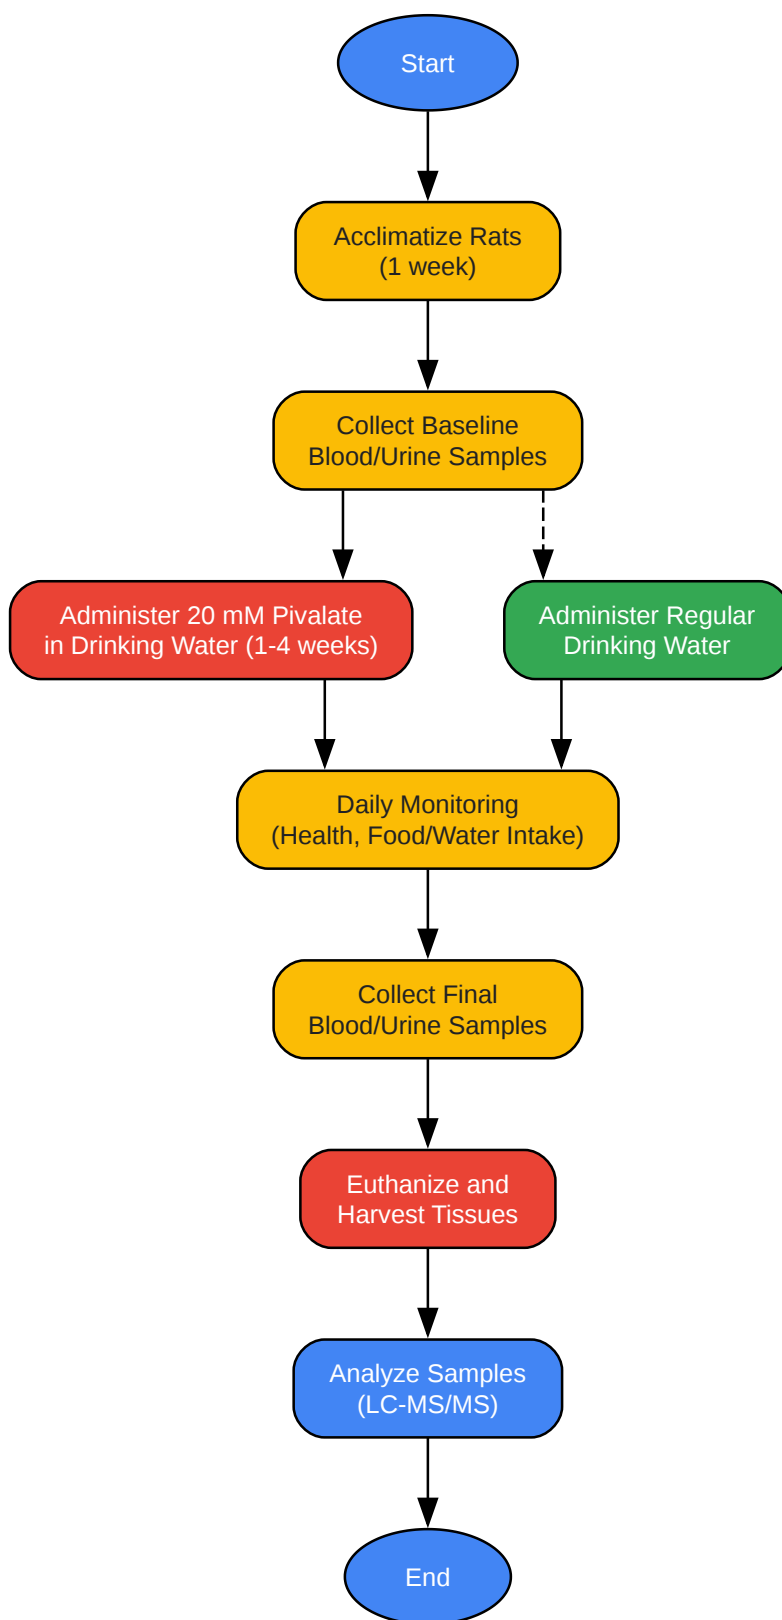 Start
Acclimatize Rats
(1 week)
Collect Baseline
Blood/Urine Samples
Administer 20 mM Pivalate
in Drinking Water (1-4 weeks)
Administer Regular
Drinking Water
Daily Monitoring
(Health, Food/Water Intake)
Collect Final
Blood/Urine Samples
Euthanize and
Harvest Tissues
Analyze Samples
(LC-MS/MS)
End